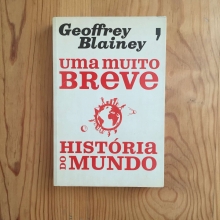 Geoffrey
Blainey
UMA MUITO
BREVE
HISTÓRIA
DO MUNDO